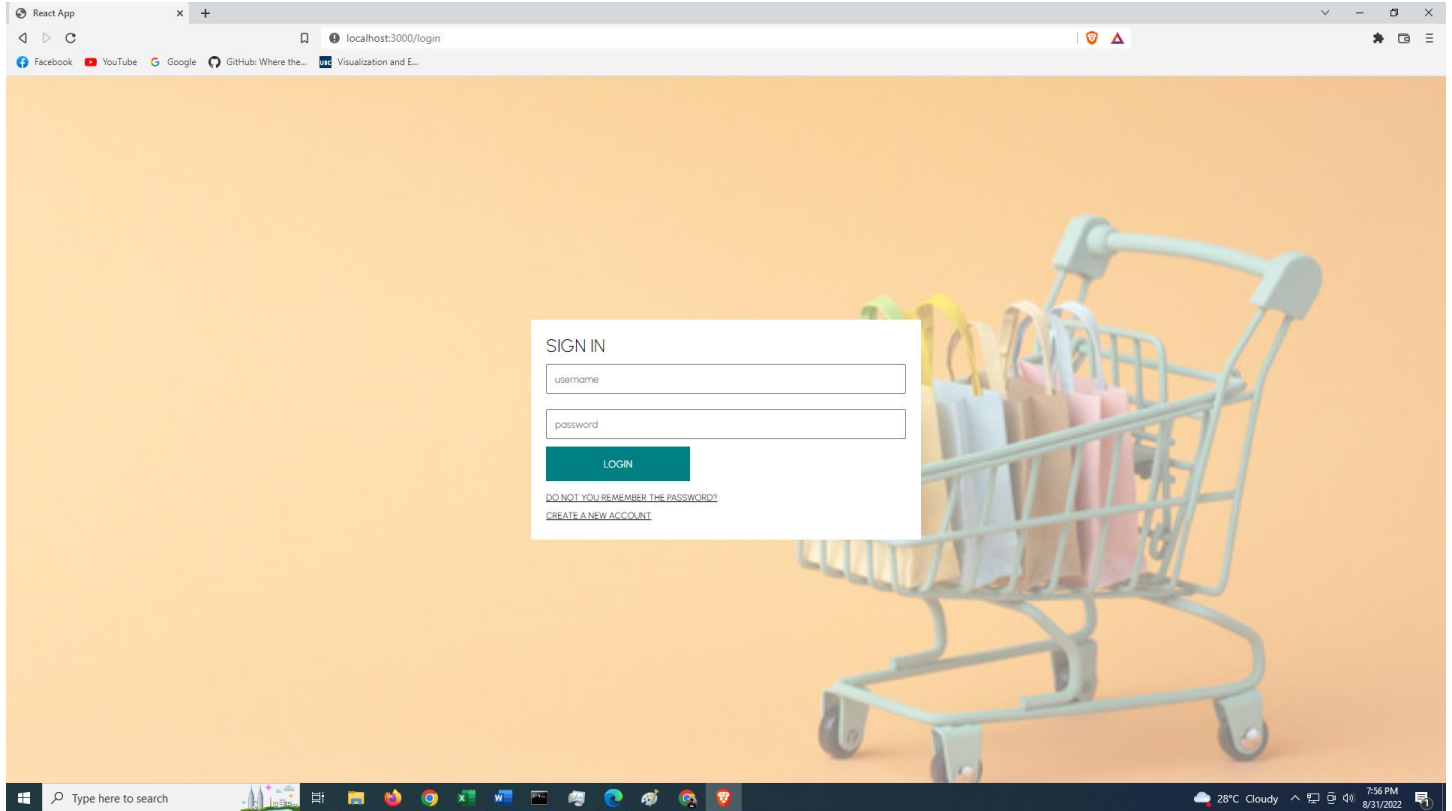 React App
localhost:3000/login
Facebook YouTube Google GitHub: Where the... UBC Visualization and E...
SIGN IN
username
password
LOGIN
DO NOT YOU REMEMBER THE PASSWORD?
CREATE A NEW ACCOUNT
Type here to search
28°C Cloudy
7:56 PM
8/31/2022